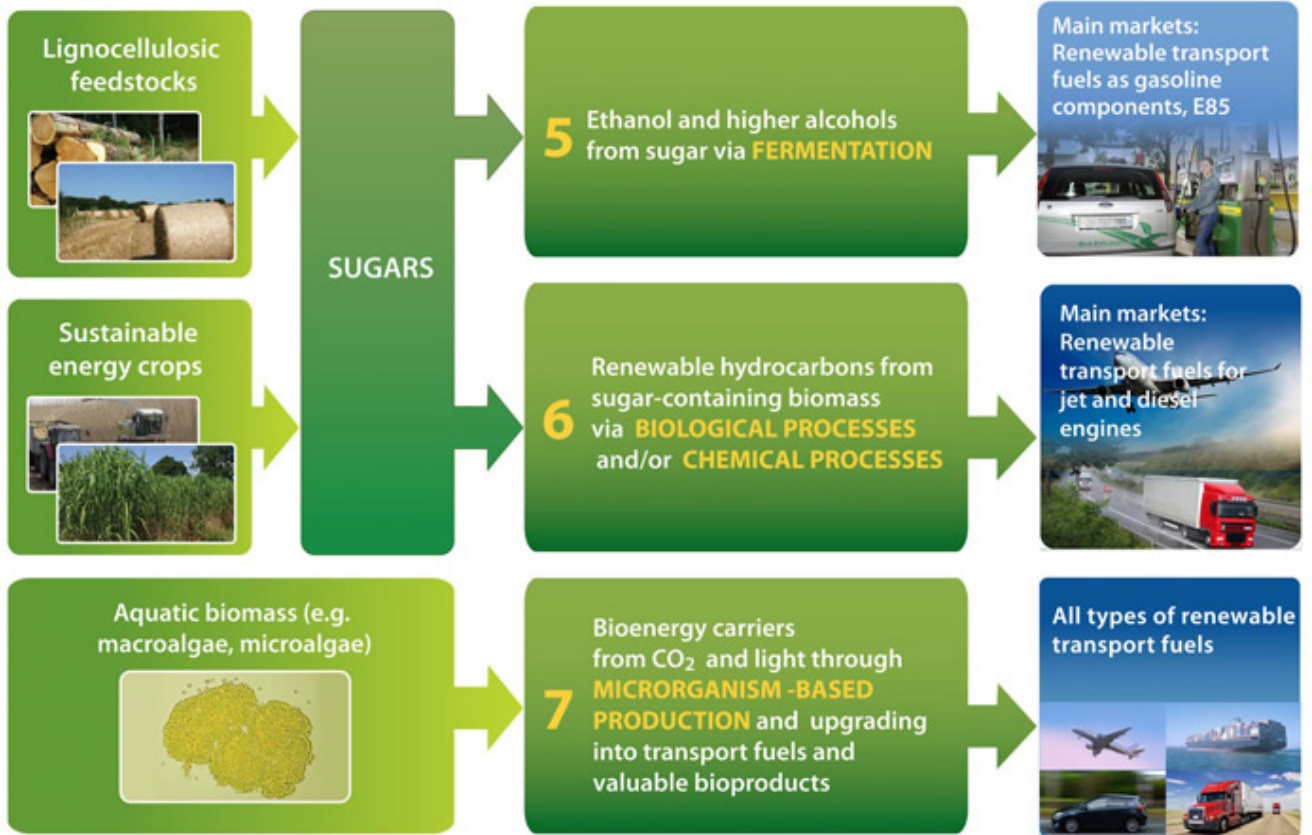 Lignocellulosic
feedstocks
Sustainable
energy crops
SUGARS
5 Ethanol and higher alcohols
from sugar via FERMENTATION
Main markets:
Renewable transport
fuels as gasoline
components, E85
6 Renewable hydrocarbons from
sugar-containing biomass
via BIOLOGICAL PROCESSES
and/or CHEMICAL PROCESSES
Main markets:
Renewable
transport fuels for
jet and diesel
engines
Aquatic biomass (e.g.
macroalgae, microalgae)
7 Bioenergy carriers
from CO₂ and light through
MICRORGANISM -BASED
PRODUCTION and upgrading
into transport fuels and
valuable bioproducts
All types of renewable
transport fuels